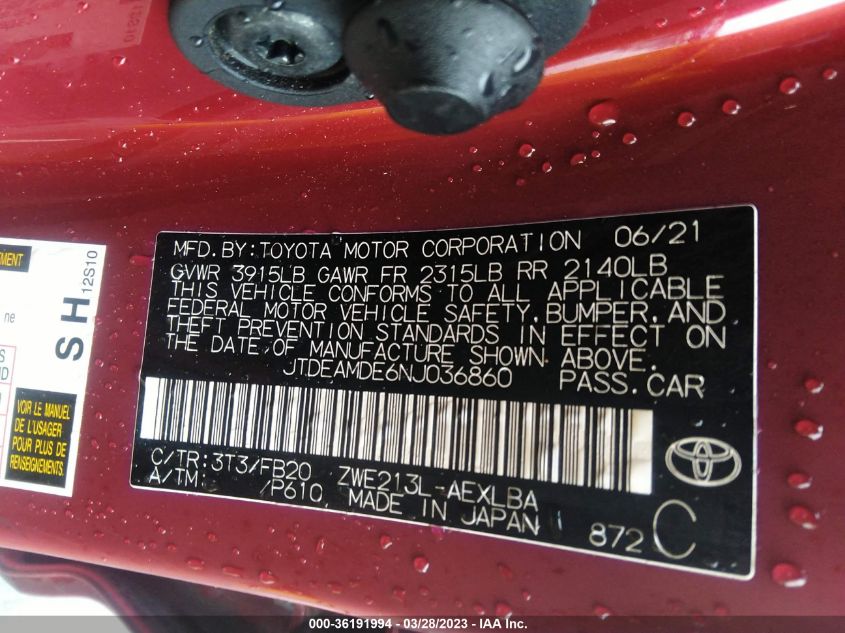 MFD.BY:TOYOTA MOTOR CORPORATION 06/21
GVWR 3915LB GAWR FR 2315LB RR 2140LB
THIS VEHICLE CONFORMS TO ALL APPLICABLE
FEDERAL MOTOR VEHICLE SAFETY, BUMPER, AND
THEFT PREVENTION STANDARDS IN EFFECT ON
THE DATE OF MANUFACTURE SHOWN ABOVE.
JTDEAMDE6NJ036860 PASS.CAR
C/TR:3T3/FB20 ZWE213L-AEXLBA
A/TM: /P610, MADE IN JAPAN
872 C
SH
12S10
ne
VOIR LE MANUEL
DE L'USAGER
POUR PLUS DE
RENSEIGNEMENTS.
000-36191994 / 03/28/2023 / IAA Inc.